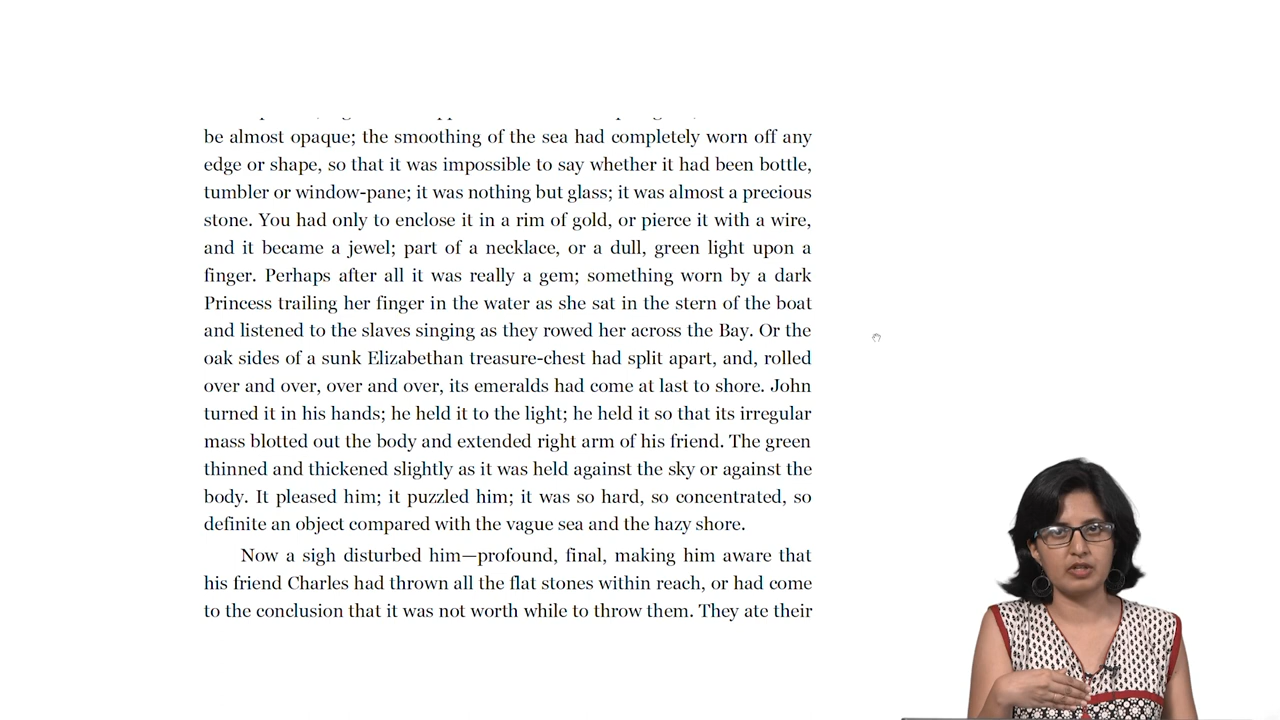 be almost opaque; the smoothing of the sea had completely worn off any
edge or shape, so that it was impossible to say whether it had been bottle,
tumbler or window-pane; it was nothing but glass; it was almost a precious
stone. You had only to enclose it in a rim of gold, or pierce it with a wire,
and it became a jewel; part of a necklace, or a dull, green light upon a
finger. Perhaps after all it was really a gem; something worn by a dark
Princess trailing her finger in the water as she sat in the stern of the boat
and listened to the slaves singing as they rowed her across the Bay. Or the
oak sides of a sunk Elizabethan treasure-chest had split apart, and, rolled
over and over, over and over, its emeralds had come at last to shore. John
turned it in his hands; he held it to the light; he held it so that its irregular
mass blotted out the body and extended right arm of his friend. The green
thinned and thickened slightly as it was held against the sky or against the
body. It pleased him; it puzzled him; it was so hard, so concentrated, so
definite an object compared with the vague sea and the hazy shore.
Now a sigh disturbed him—profound, final, making him aware that
his friend Charles had thrown all the flat stones within reach, or had come
to the conclusion that it was not worth while to throw them. They ate their